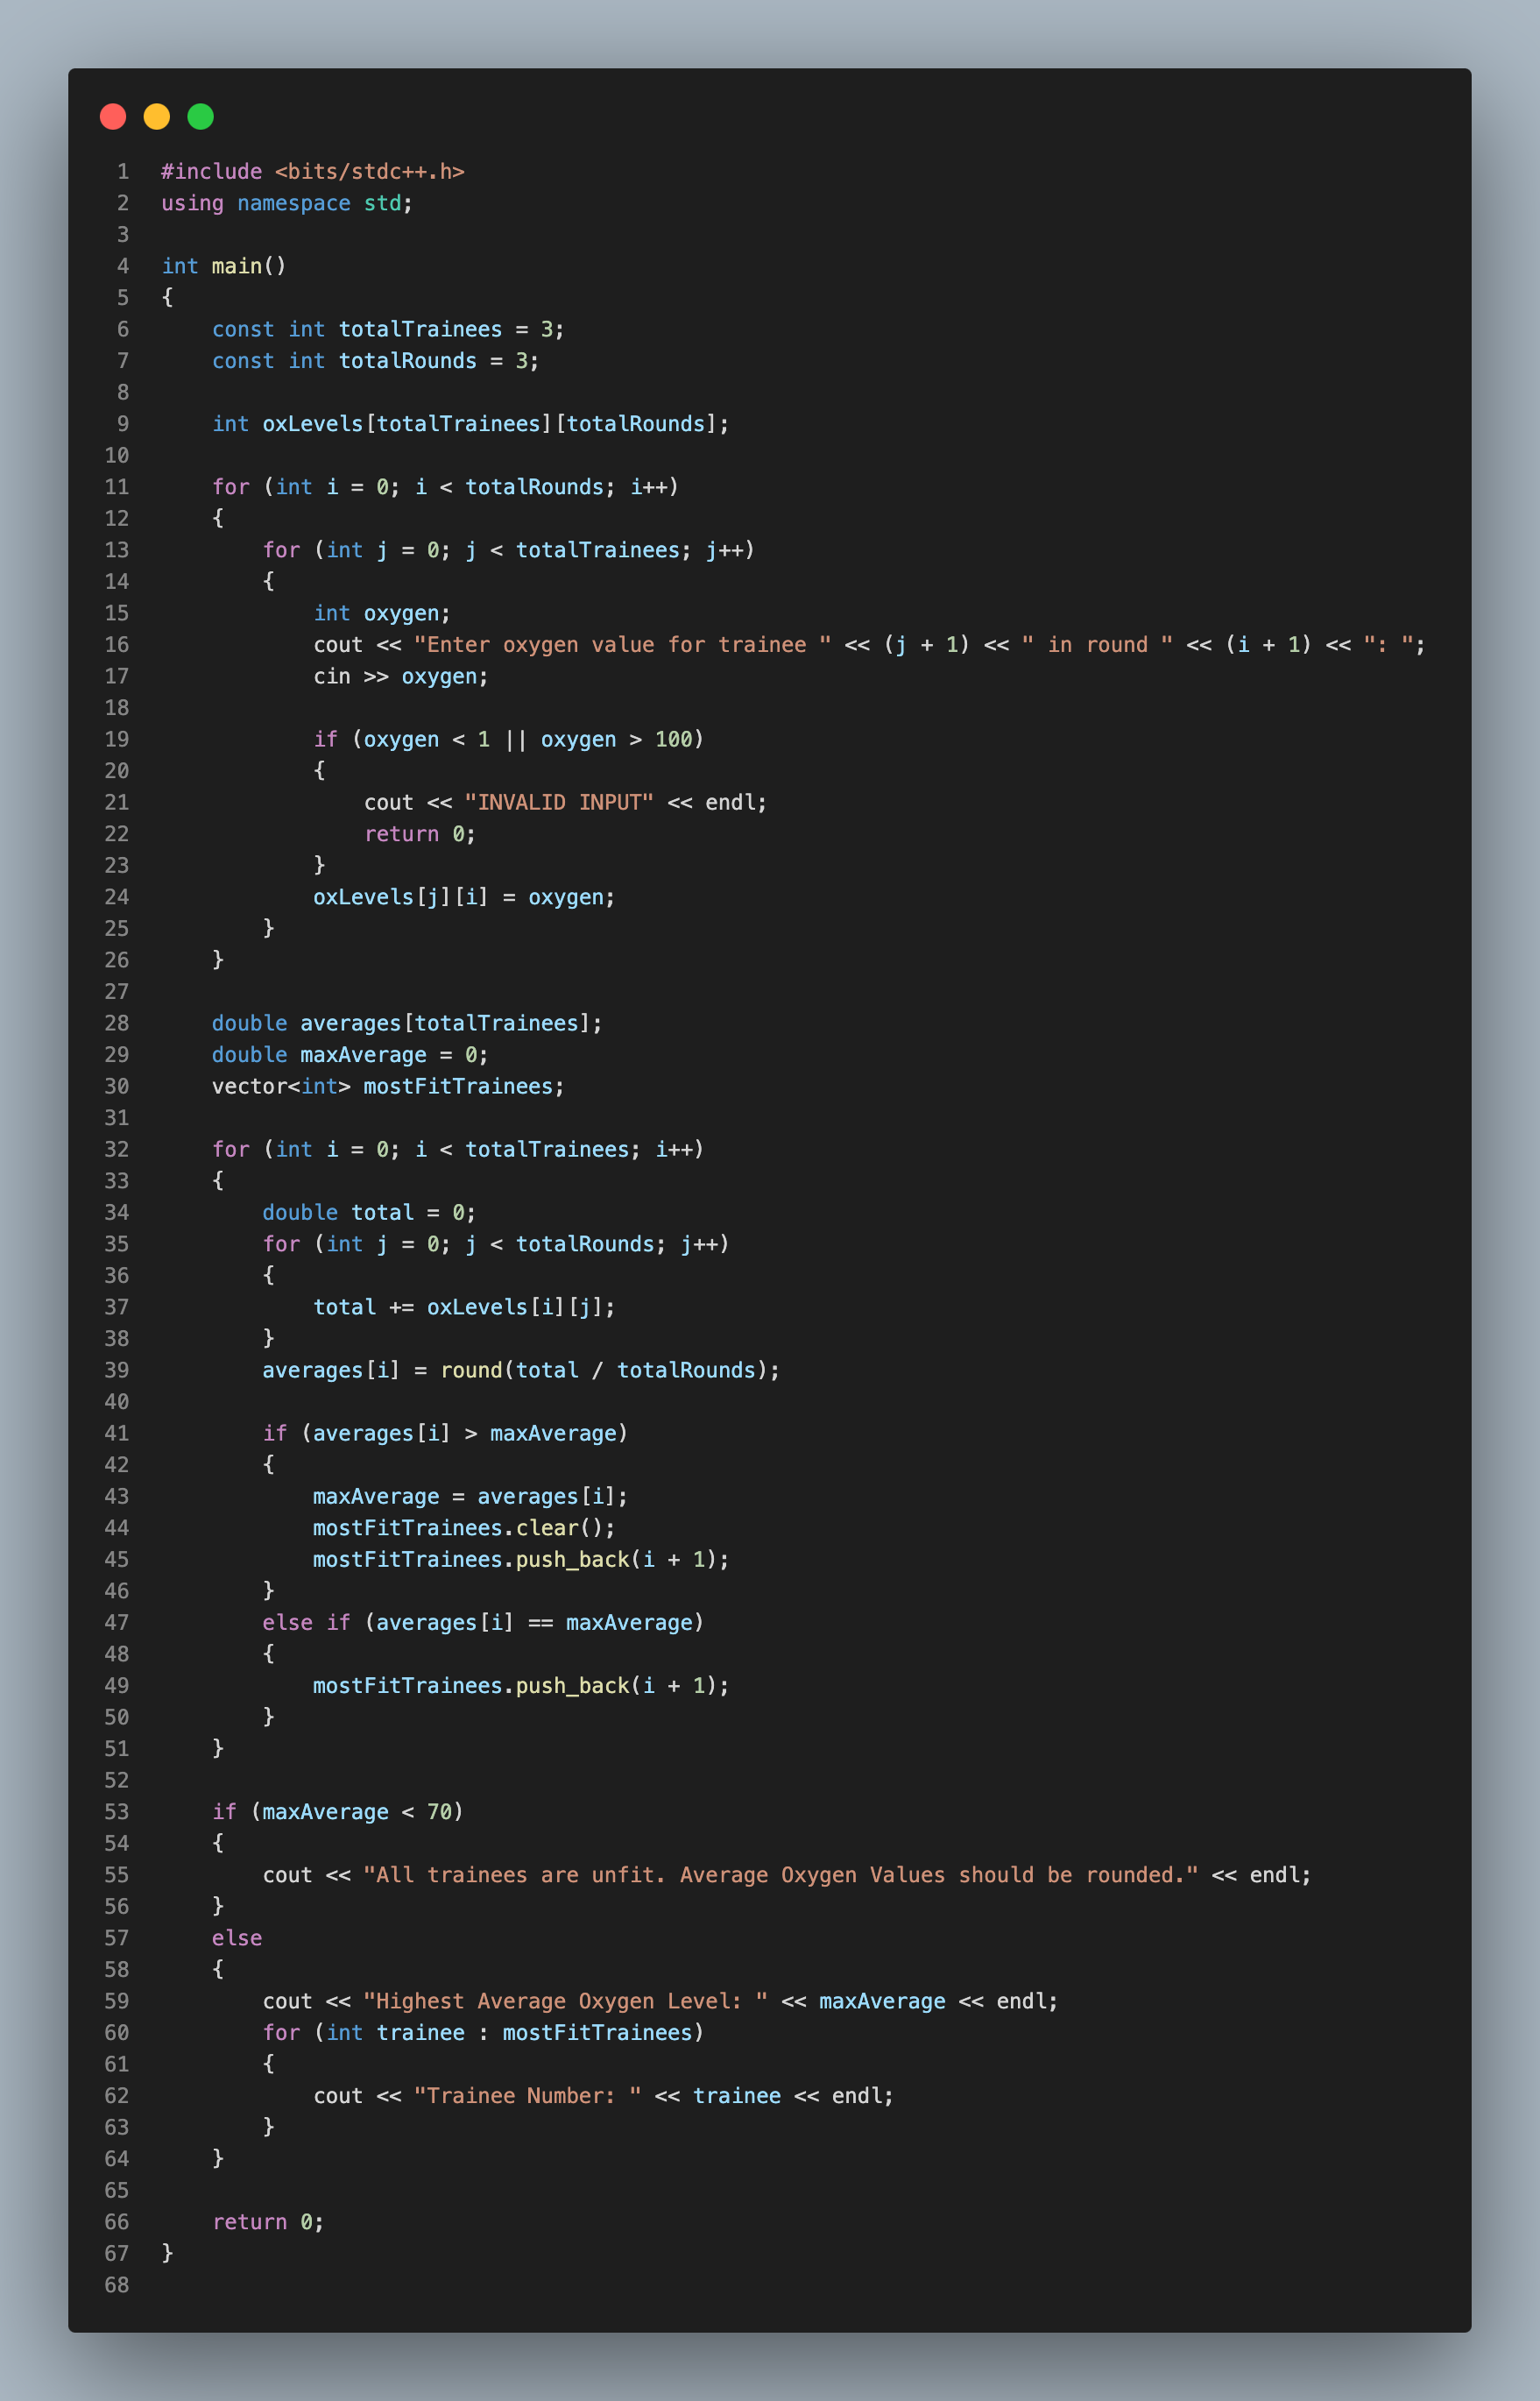 1 #include <bits/stdc++.h>
2 using namespace std;
3
4 int main()
5 {
6     const int totalTrainees = 3;
7     const int totalRounds = 3;
8
9     int oxLevels[totalTrainees][totalRounds];
10
11     for (int i = 0; i < totalRounds; i++)
12     {
13         for (int j = 0; j < totalTrainees; j++)
14         {
15             int oxygen;
16             cout << "Enter oxygen value for trainee " << (j + 1) << " in round " << (i + 1) << ": ";
17             cin >> oxygen;
18
19             if (oxygen < 1 || oxygen > 100)
20             {
21                 cout << "INVALID INPUT" << endl;
22                 return 0;
23             }
24             oxLevels[j][i] = oxygen;
25         }
26     }
27
28     double averages[totalTrainees];
29     double maxAverage = 0;
30     vector<int> mostFitTrainees;
31
32     for (int i = 0; i < totalTrainees; i++)
33     {
34         double total = 0;
35         for (int j = 0; j < totalRounds; j++)
36         {
37             total += oxLevels[i][j];
38         }
39         averages[i] = round(total / totalRounds);
40
41         if (averages[i] > maxAverage)
42         {
43             maxAverage = averages[i];
44             mostFitTrainees.clear();
45             mostFitTrainees.push_back(i + 1);
46         }
47         else if (averages[i] == maxAverage)
48         {
49             mostFitTrainees.push_back(i + 1);
50         }
51     }
52
53     if (maxAverage < 70)
54     {
55         cout << "All trainees are unfit. Average Oxygen Values should be rounded." << endl;
56     }
57     else
58     {
59         cout << "Highest Average Oxygen Level: " << maxAverage << endl;
60         for (int trainee : mostFitTrainees)
61         {
62             cout << "Trainee Number: " << trainee << endl;
63         }
64     }
65
66     return 0;
67 }
68